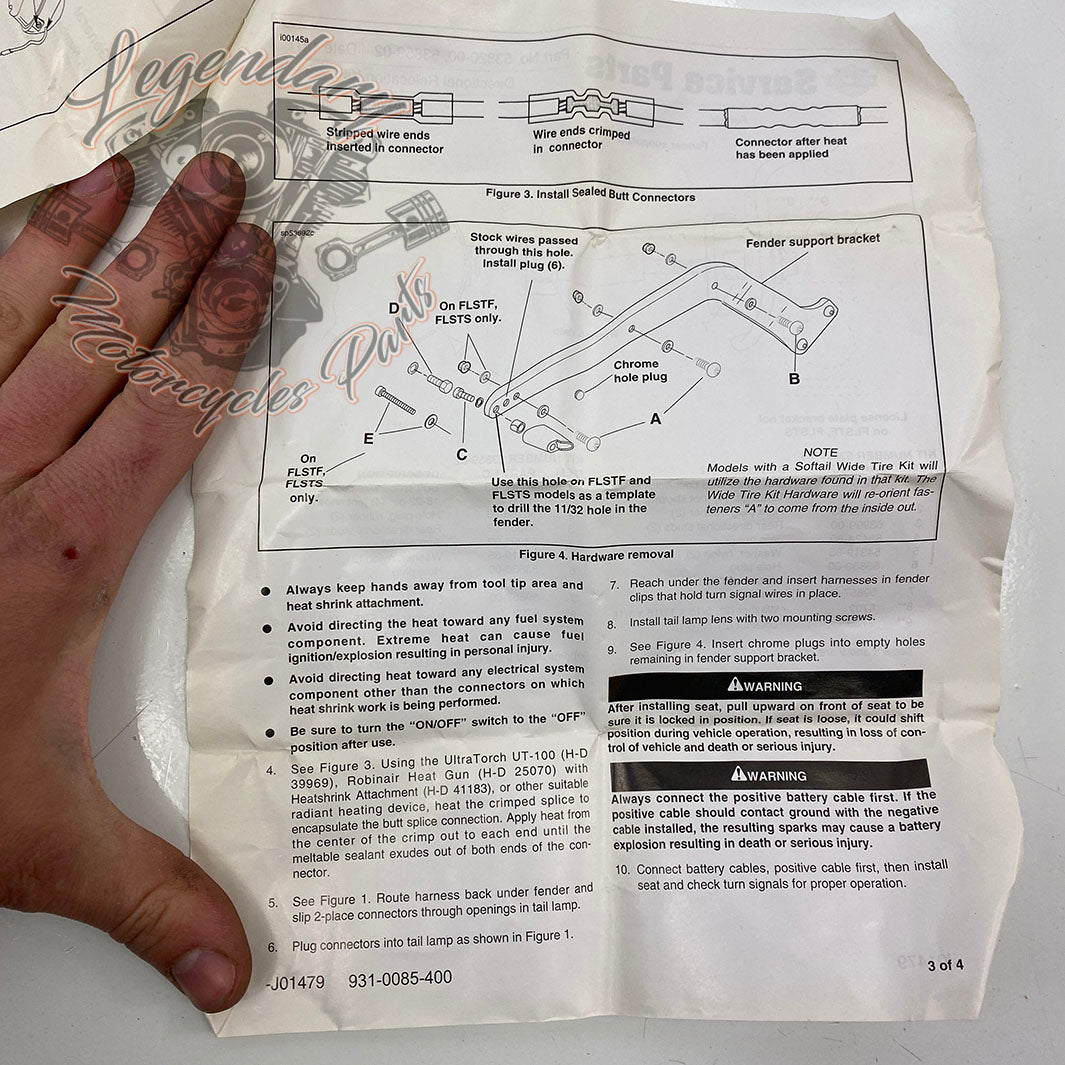 Legendary
Motorcycles Parts
i00145a
Stripped wire ends
Inserted in connector
Wire ends crimped
in connector
Connector after heat
has been applied
Figure 3. Install Sealed Butt Connectors
sp53692c
Stock wires passed
through this hole.
Install plug (6).
Fender support bracket
D
On FLSTF,
FLSTS only.
Chrome
hole plug
B
A
E
C
On
FLSTF,
FLSTS
only.
Use this hole on FLSTF and
FLSTS models as a template
to drill the 11/32 hole in the
fender.
NOTE
Models with a Softail Wide Tire Kit will
utilize the hardware found in that kit. The
Wide Tire Kit Hardware will re-orient fas-
teners “A” to come from the inside out.
Figure 4. Hardware removal
● Always keep hands away from tool tip area and
heat shrink attachment.
● Avoid directing the heat toward any fuel system
component. Extreme heat can cause fuel
ignition/explosion resulting in personal injury.
● Avoid directing heat toward any electrical system
component other than the connectors on which
heat shrink work is being performed.
● Be sure to turn the “ON/OFF” switch to the “OFF”
position after use.
4. See Figure 3. Using the UltraTorch UT-100 (H-D
39969), Robinair Heat Gun (H-D 25070) with
Heatshrink Attachment (H-D 41183), or other suitable
radiant heating device, heat the crimped splice to
encapsulate the butt splice connection. Apply heat from
the center of the crimp out to each end until the
meltable sealant exudes out of both ends of the con-
nector.
5. See Figure 1. Route harness back under fender and
slip 2-place connectors through openings in tail lamp.
6. Plug connectors into tail lamp as shown in Figure 1.
7. Reach under the fender and insert harnesses in fender
clips that hold turn signal wires in place.
8. Install tail lamp lens with two mounting screws.
9. See Figure 4. Insert chrome plugs into empty holes
remaining in fender support bracket.
WARNING
After installing seat, pull upward on front of seat to be
sure it is locked in position. If seat is loose, it could shift
position during vehicle operation, resulting in loss of con-
trol of vehicle and death or serious injury.
WARNING
Always connect the positive battery cable first. If the
positive cable should contact ground with the negative
cable installed, the resulting sparks may cause a battery
explosion resulting in death or serious injury.
10. Connect battery cables, positive cable first, then install
seat and check turn signals for proper operation.
-J01479 931-0085-400
3 of 4